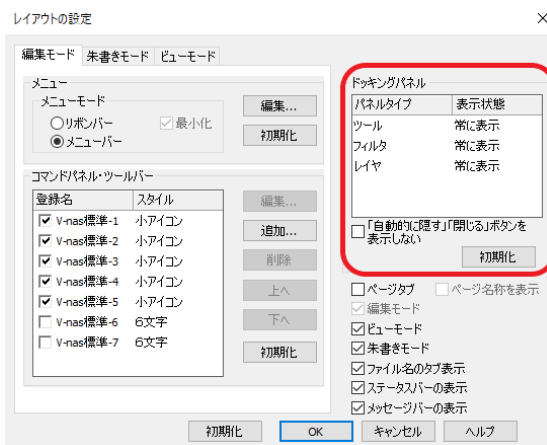 レイアウトの設定
編集モード 朱書きモード ビューモード
メニュー
メニューモード
リボンバー 最小化
メニューバー
編集...
初期化
コマンドパネル・ツールバー
登録名 スタイル
V-nas標準-1 小アイコン
V-nas標準-2 小アイコン
V-nas標準-3 小アイコン
V-nas標準-4 小アイコン
V-nas標準-5 小アイコン
V-nas標準-6 6文字
V-nas標準-7 6文字
編集...
追加...
削除
上へ
下へ
初期化
ドッキングパネル
パネルタイプ 表示状態
ツール 常に表示
フィルタ 常に表示
レイヤ 常に表示
「自動的に隠す」「閉じる」ボタンを
表示しない
初期化
ページタブ ページ名称を表示
編集モード
ビューモード
朱書きモード
ファイル名のタブ表示
ステータスバーの表示
メッセージバーの表示
初期化 OK キャンセル ヘルプ